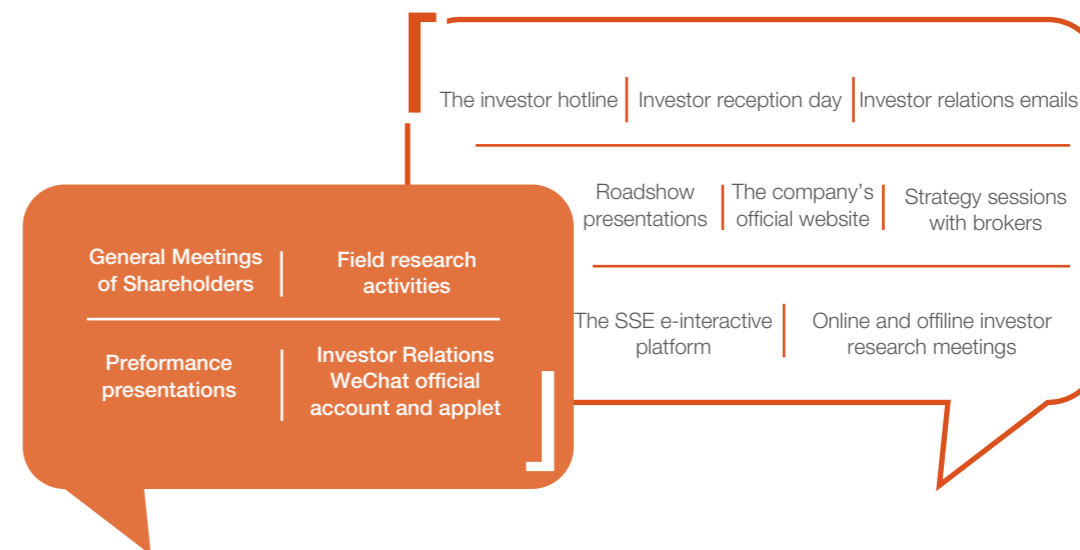 The investor hotline
Investor reception day
Investor relations emails
Roadshow
presentations
The company's
official website
Strategy sessions
with brokers
The SSE e-interactive
platform
Online and offiline investor
research meetings
General Meetings
of Shareholders
Field research
activities
Preformance
presentations
Investor Relations
WeChat official
account and applet